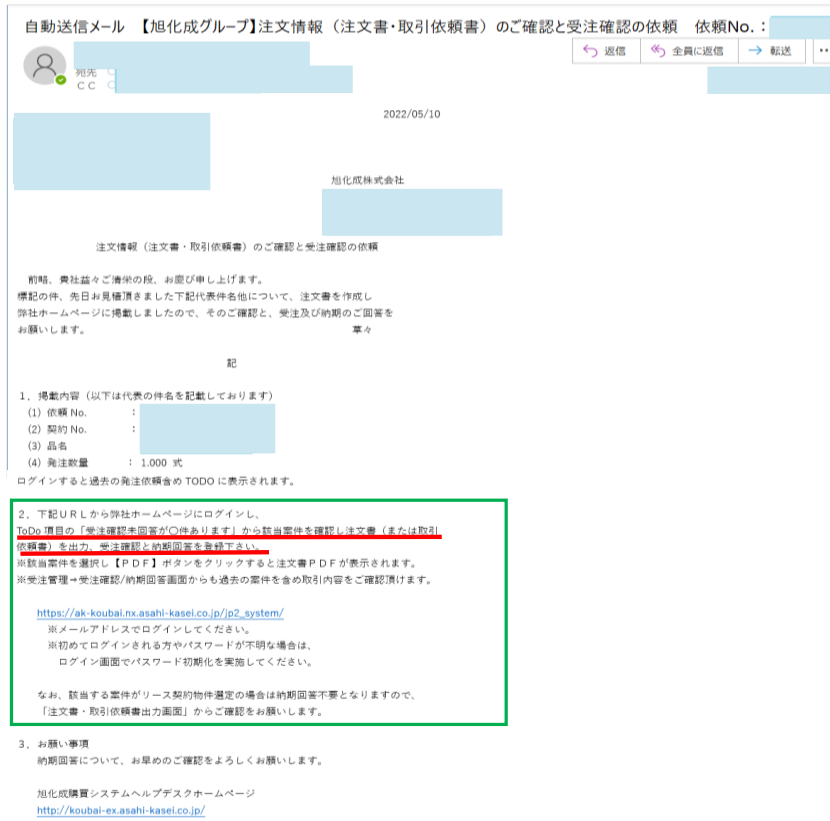 自動送信メール 【旭化成グループ】注文情報（注文書・取引依頼書）のご確認と受注確認の依頼 依頼No.：
返信 全員に返信 転送 …
宛先
ＣＣ
2022/05/10
旭化成株式会社
注文情報（注文書・取引依頼書）のご確認と受注確認の依頼
前略、貴社益々ご清栄の段、お慶び申し上げます。
標記の件、先日お見積頂きました下記代表件名他について、注文書を作成し
弊社ホームページに掲載しましたので、そのご確認と、受注及び納期のご回答を
お願いします。 草々
記
１．掲載内容（以下は代表の件名を記載しております）
(1) 依頼 No. ：
(2) 契約 No. ：
(3) 品名
(4) 発注数量 ： 1.000 式
ログインすると過去の発注依頼含め TODO に表示されます。
２．下記ＵＲＬから弊社ホームページにログインし、
ToDo 項目の「受注確認未回答が〇件あります」から該当案件を確認し注文書（または取引
依頼書）を出力、受注確認と納期回答を登録下さい。
※該当案件を選択し【ＰＤＦ】ボタンをクリックすると注文書ＰＤＦが表示されます。
※受注管理→受注確認/納期回答画面からも過去の案件を含め取引内容をご確認頂けます。
https://ak-koubai.nx.asahi-kasei.co.jp/jp2_system/
※メールアドレスでログインしてください。
※初めてログインされる方やパスワードが不明な場合は、
ログイン画面でパスワード初期化を実施してください。
なお、該当する案件がリース契約物件選定の場合は納期回答不要となりますので、
「注文書・取引依頼書出力画面」からご確認をお願いします。
３．お願い事項
納期回答について、お早めのご確認をよろしくお願いします。
旭化成購買システムヘルプデスクホームページ
http://koubai-ex.asahi-kasei.co.jp/